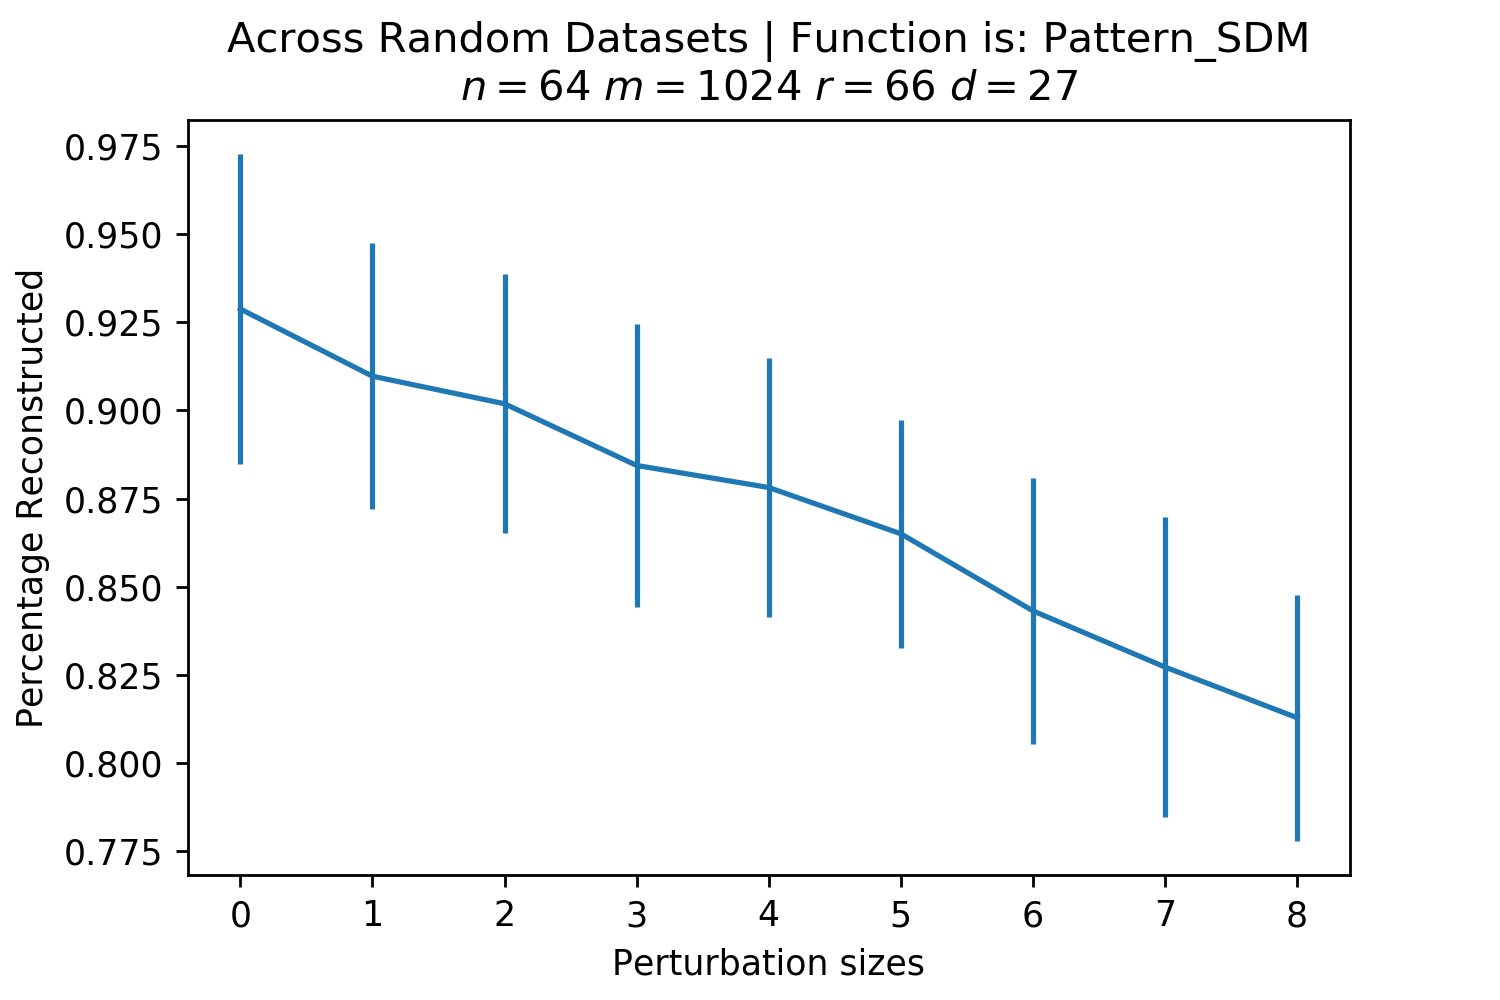 Across Random Datasets | Function is: Pattern_SDM
n = 64 m = 1024 r = 66 d = 27
Percentage Reconstructed
0.975
0.950
0.925
0.900
0.875
0.850
0.825
0.800
0.775
0 1 2 3 4 5 6 7 8
Perturbation sizes